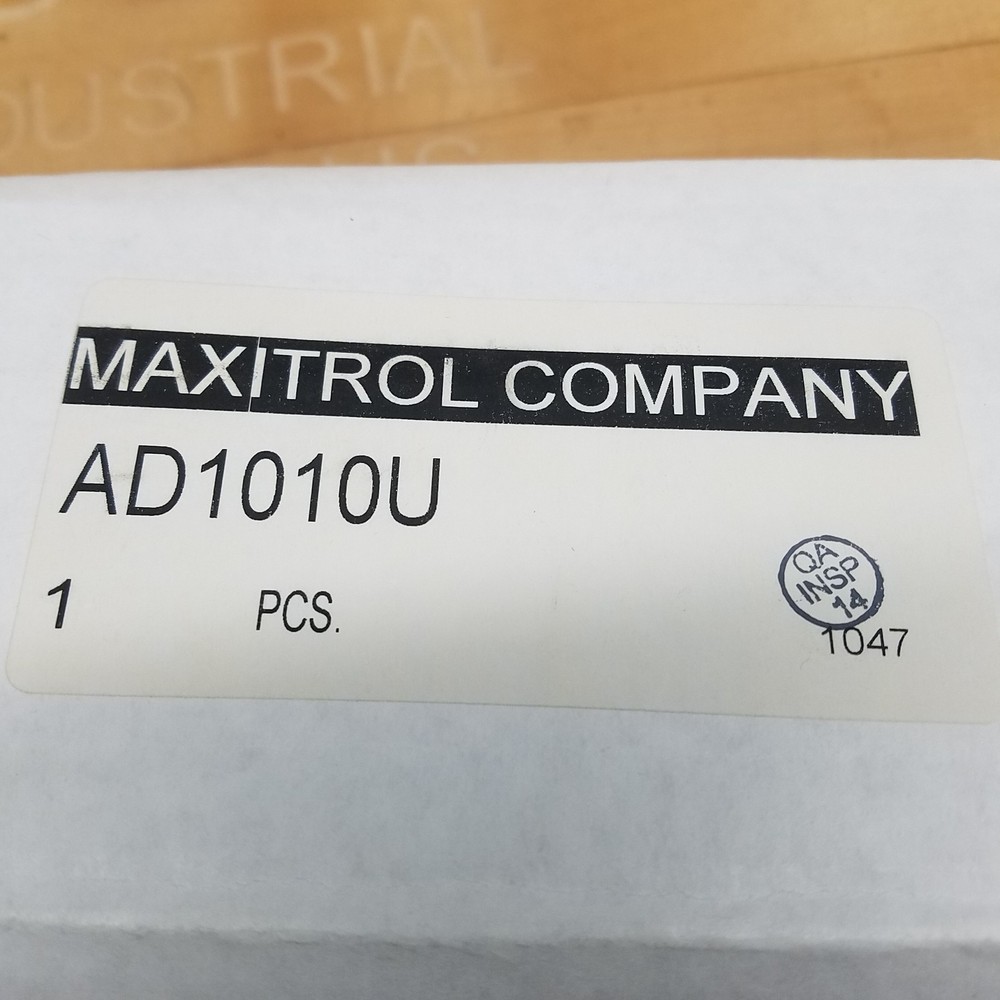 USTRIAL
MAXITROL COMPANY
AD1010U
1 PCS.
QA
INSP
14
1047